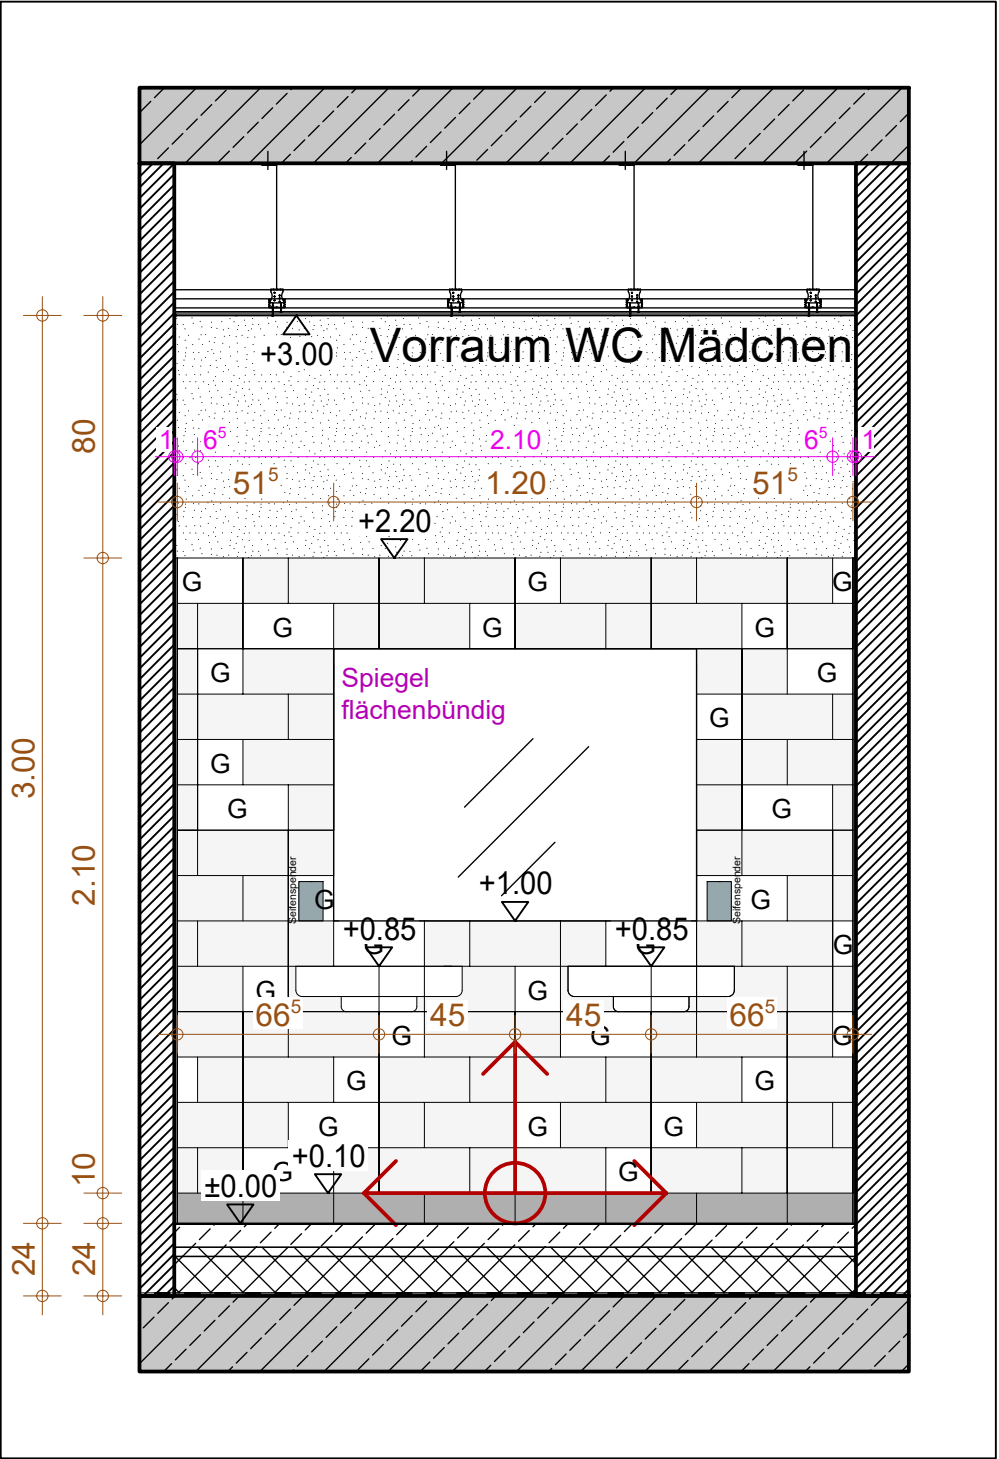 +3.00
Vorraum WC Mädchen
80
1 6⁵ 2.10 6⁵ 1
51⁵ 1.20 51⁵
+2.20
G G G
G G G
G G
Spiegel
flächenbündig
G
3.00
G
G G
2.10
Seifenspender Seifenspender
G G
+1.00
+0.85 +0.85
G G G
G G
66⁵ 45 45 66⁵
G G G
G G
G G G
10
+0.10
G G
±0.00
24 24